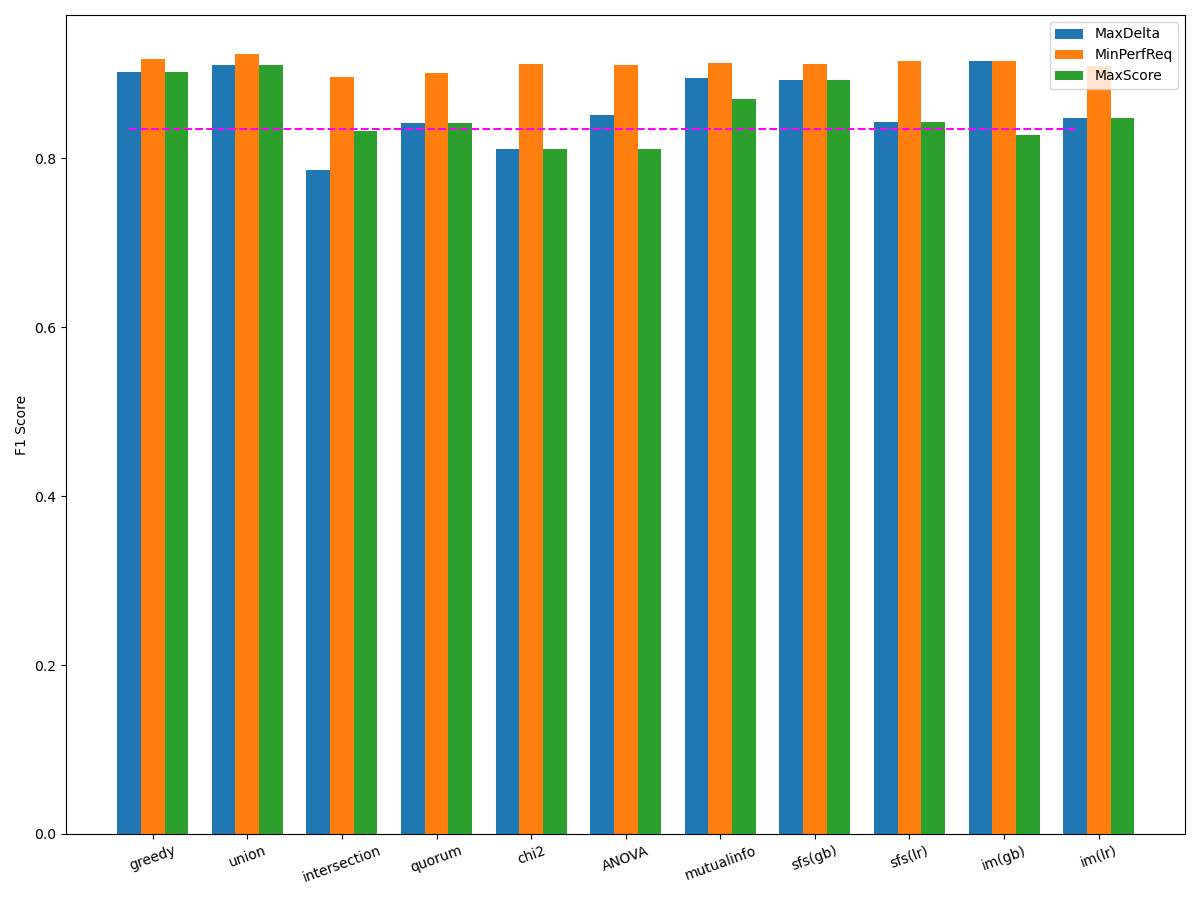 MaxDelta
MinPerfReq
MaxScore
F1 Score
0.8
0.6
0.4
0.2
0.0
greedy
union
intersection
quorum
chi2
ANOVA
mutualinfo
sfs(gb)
sfs(lr)
im(gb)
im(lr)